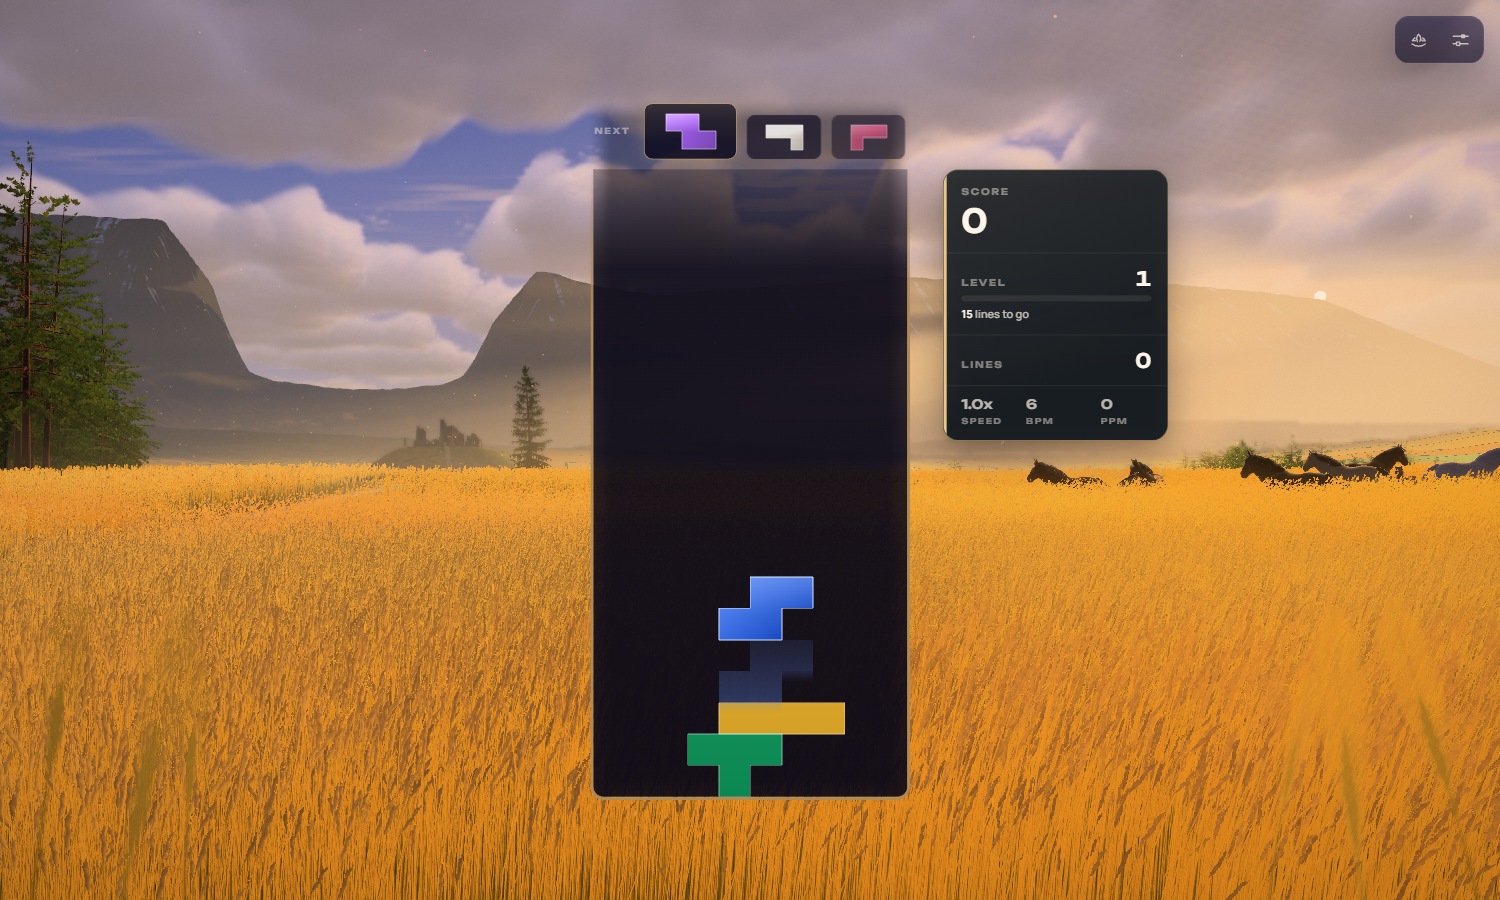 NEXT
SCORE
0
LEVEL 1
15 lines to go
LINES 0
1.0x 6 0
SPEED BPM PPM